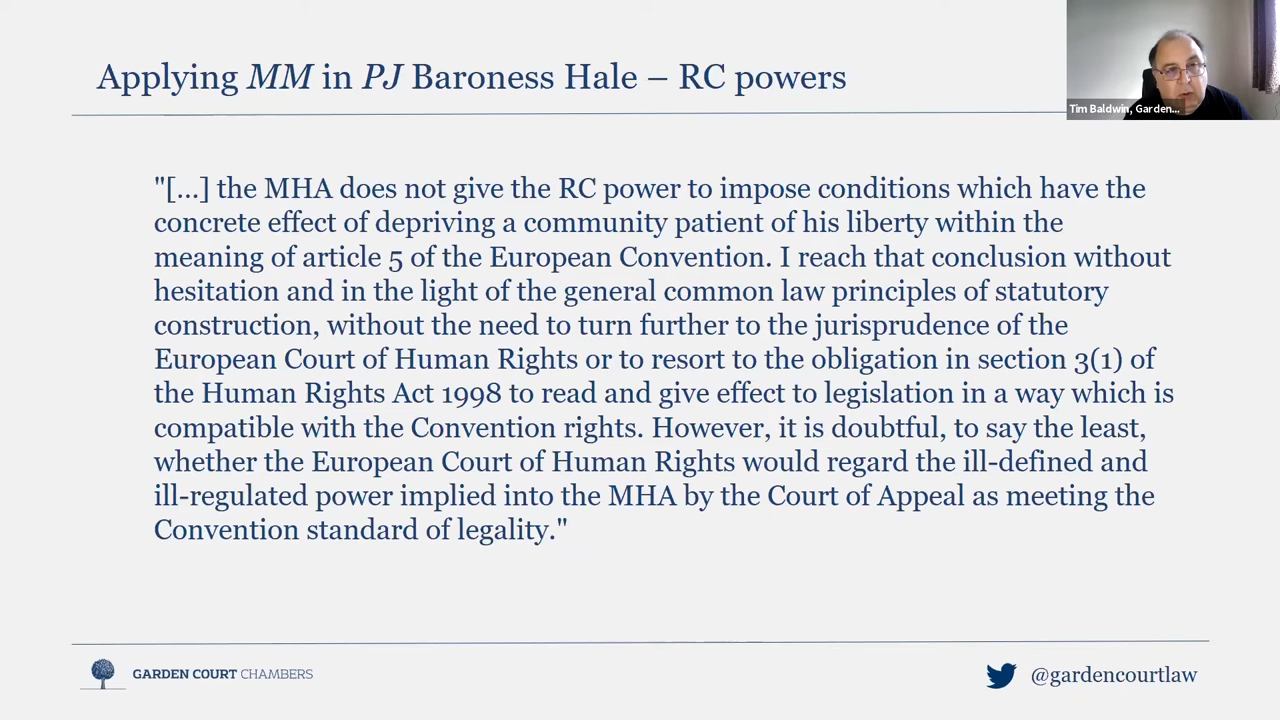 Applying MM in PJ Baroness Hale – RC powers
Tim Baldwin, Garden...
"[...] the MHA does not give the RC power to impose conditions which have the
concrete effect of depriving a community patient of his liberty within the
meaning of article 5 of the European Convention. I reach that conclusion without
hesitation and in the light of the general common law principles of statutory
construction, without the need to turn further to the jurisprudence of the
European Court of Human Rights or to resort to the obligation in section 3(1) of
the Human Rights Act 1998 to read and give effect to legislation in a way which is
compatible with the Convention rights. However, it is doubtful, to say the least,
whether the European Court of Human Rights would regard the ill-defined and
ill-regulated power implied into the MHA by the Court of Appeal as meeting the
Convention standard of legality."
GARDEN COURT CHAMBERS
@gardencourtlaw